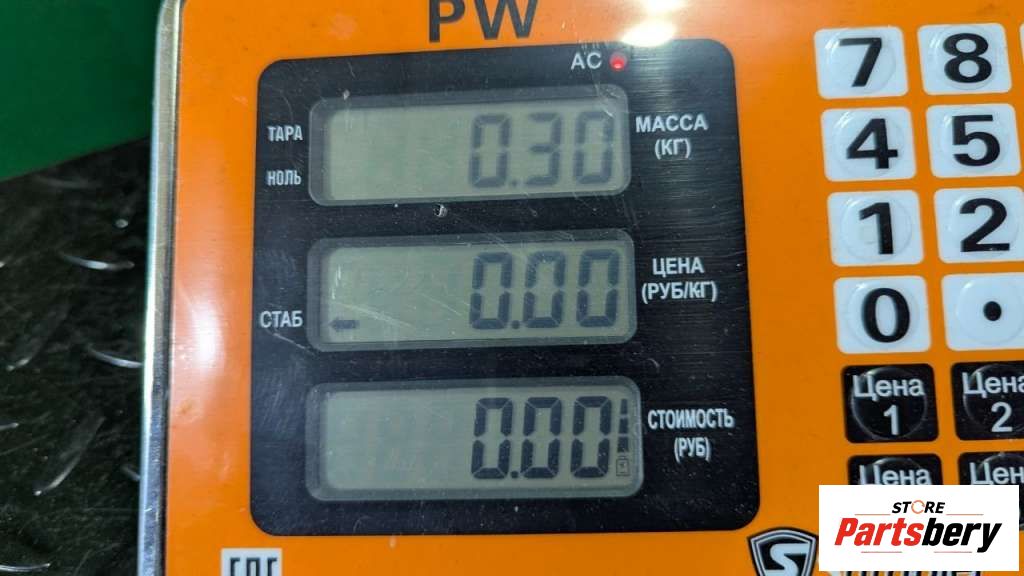 PW
AC
ТАРА
НОЛЬ
0.30
МАССА
(КГ)
СТАБ
0.00
ЦЕНА
(РУБ/КГ)
0.00
СТОИМОСТЬ
(РУБ)
7 8
4 5
1 2
0 .
Цена
1
Цена
2
Цена
STORE
Partsbery